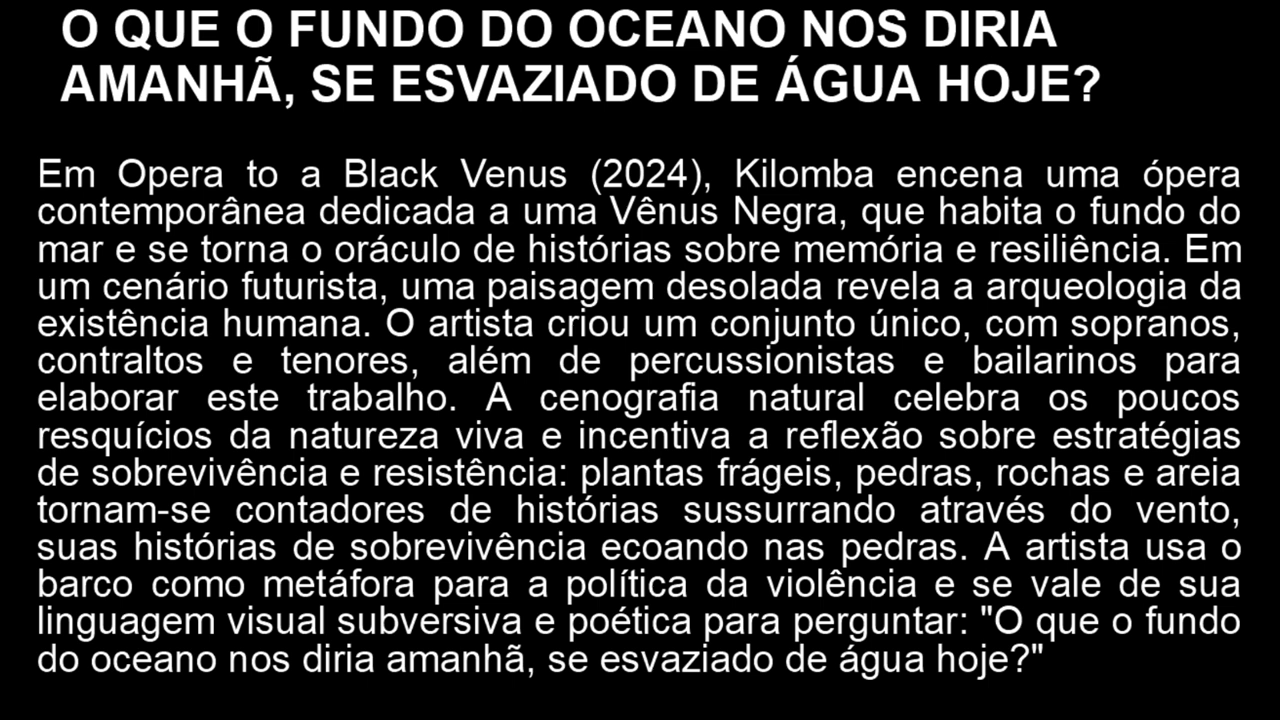 O QUE O FUNDO DO OCEANO NOS DIRIA
AMANHÃ, SE ESVAZIADO DE ÁGUA HOJE?
Em Opera to a Black Venus (2024), Kilomba encena uma ópera
contemporânea dedicada a uma Vênus Negra, que habita o fundo do
mar e se torna o oráculo de histórias sobre memória e resiliência. Em
um cenário futurista, uma paisagem desolada revela a arqueologia da
existência humana. O artista criou um conjunto único, com sopranos,
contraltos e tenores, além de percussionistas e bailarinos para
elaborar este trabalho. A cenografia natural celebra os poucos
resquícios da natureza viva e incentiva a reflexão sobre estratégias
de sobrevivência e resistência: plantas frágeis, pedras, rochas e areia
tornam-se contadores de histórias sussurrando através do vento,
suas histórias de sobrevivência ecoando nas pedras. A artista usa o
barco como metáfora para a política da violência e se vale de sua
linguagem visual subversiva e poética para perguntar: "O que o fundo
do oceano nos diria amanhã, se esvaziado de água hoje?"